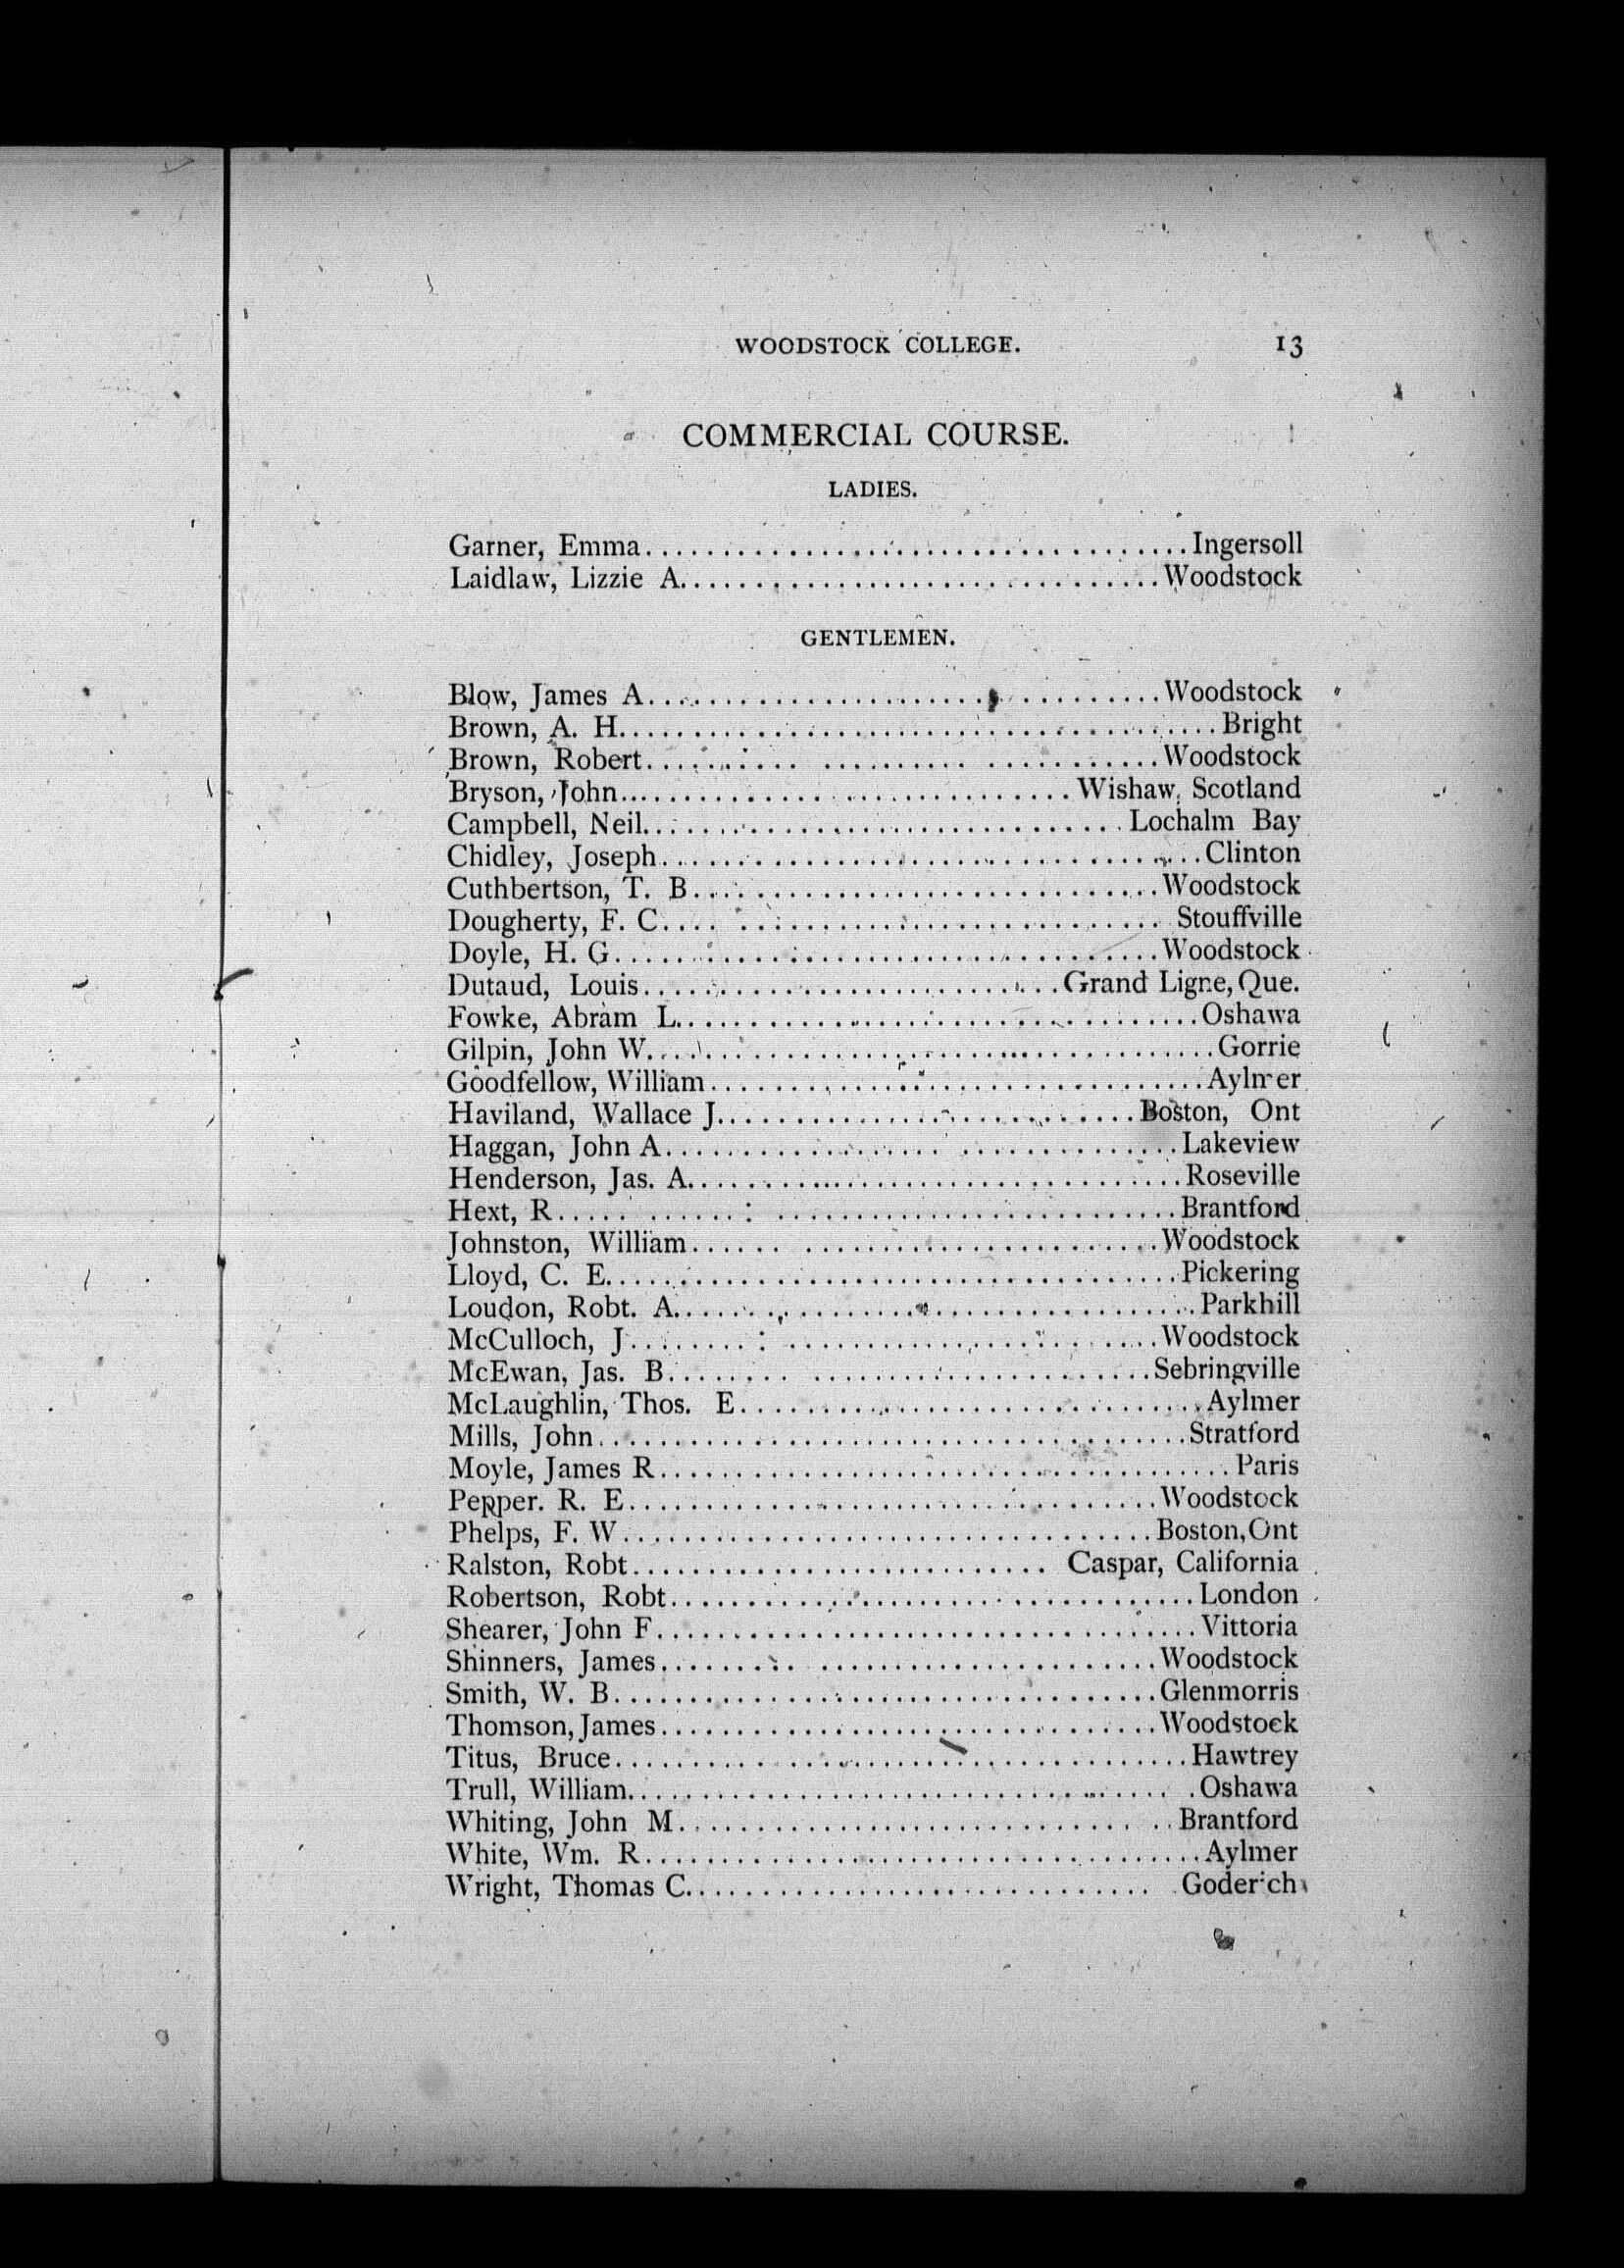 WOODSTOCK COLLEGE. 13
COMMERCIAL COURSE.
LADIES.
Garner, Emma................................Ingersoll
Laidlaw, Lizzie A...............................Woodstock
GENTLEMEN.
Blow, James A................................Woodstock
Brown, A. H................................Bright
Brown, Robert................................Woodstock
Bryson, John................................Wishaw, Scotland
Campbell, Neil................................Lochalm Bay
Chidley, Joseph................................Clinton
Cuthbertson, T. B................................Woodstock
Dougherty, F. C................................Stouffville
Doyle, H. G................................Woodstock
Dutaud, Louis................................Grand Ligne, Que.
Fowke, Abram L................................Oshawa
Gilpin, John W................................Gorrie
Goodfellow, William................................Aylmer
Haviland, Wallace J................................Boston, Ont
Haggan, John A................................Lakeview
Henderson, Jas. A................................Roseville
Hext, R................................Brantford
Johnston, William................................Woodstock
Lloyd, C. E................................Pickering
Loudon, Robt. A................................Parkhill
McCulloch, J................................Woodstock
McEwan, Jas. B................................Sebringville
McLaughlin, Thos. E................................Aylmer
Mills, John................................Stratford
Moyle, James R................................Paris
Pepper. R. E................................Woodstock
Phelps, F. W................................Boston, Ont
Ralston, Robt................................Caspar, California
Robertson, Robt................................London
Shearer, John F................................Vittoria
Shinners, James................................Woodstock
Smith, W. B................................Glenmorris
Thomson, James................................Woodstock
Titus, Bruce................................Hawtrey
Trull, William................................Oshawa
Whiting, John M................................Brantford
White, Wm. R................................Aylmer
Wright, Thomas C................................Goderich